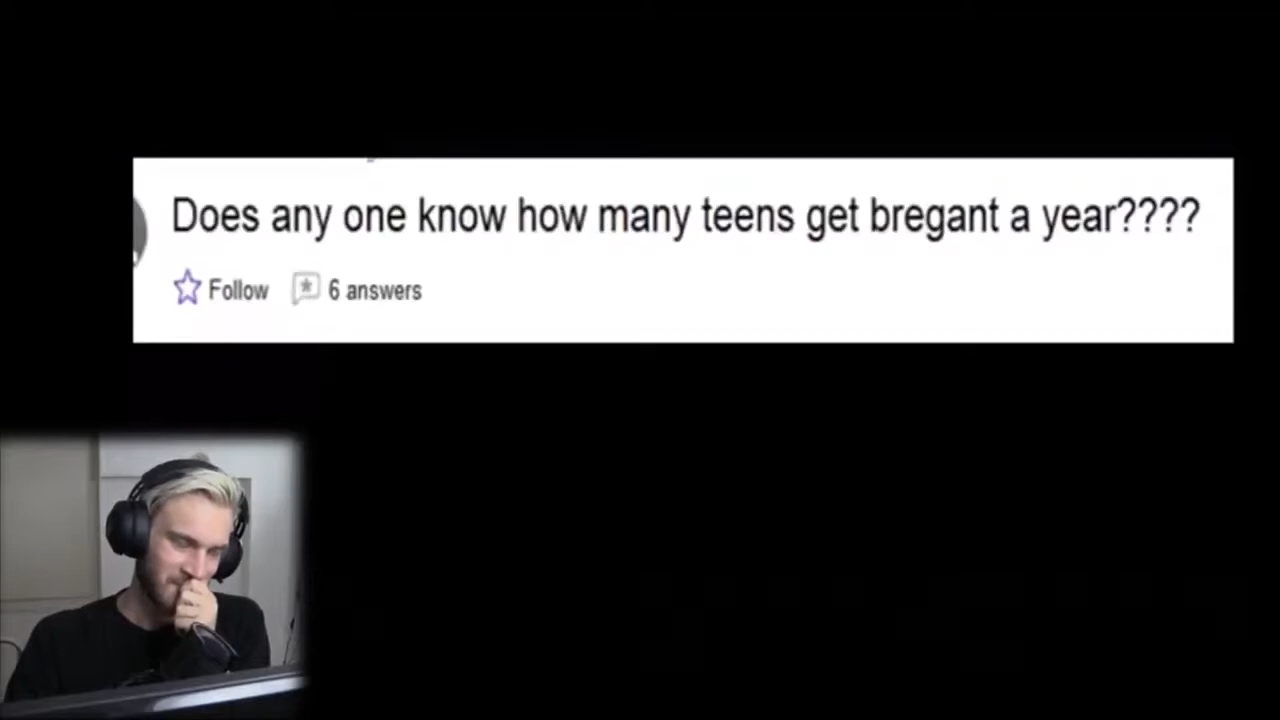 Does any one know how many teens get bregant a year????
Follow 6 answers